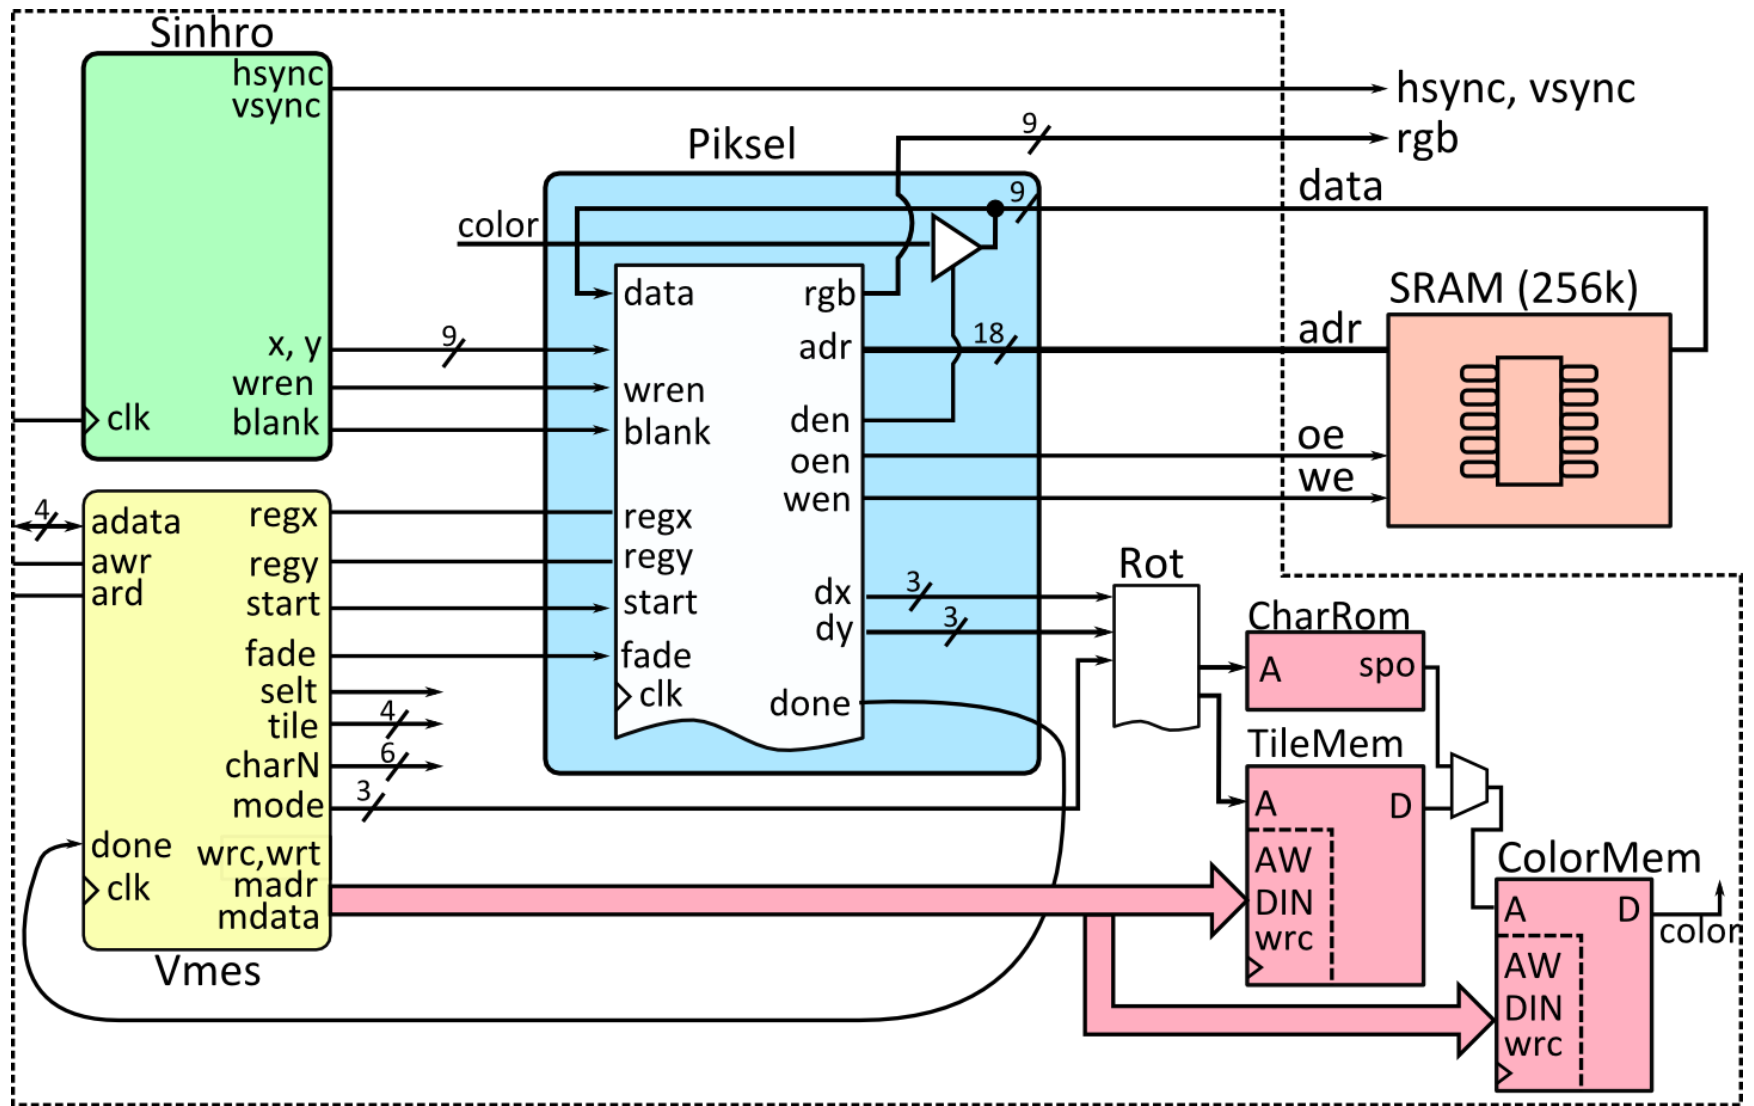 Sinhro
hsync
vsync
x, y
wren
blank
clk
9
hsync, vsync
9
rgb
Piksel
color
9
data
data
wren
blank
regx
regy
start
fade
clk
rgb
adr
den
oen
wen
dx
dy
done
18
3
3
data
adr
oe
we
SRAM (256k)
4
adata
awr
ard
done
clk
regx
regy
start
fade
selt
tile
charN
mode
wrc,wrt
madr
mdata
4
6
3
Vmes
Rot
CharRom
A
spo
TileMem
A
D
AW
DIN
wrc
ColorMem
A
D
AW
DIN
wrc
color